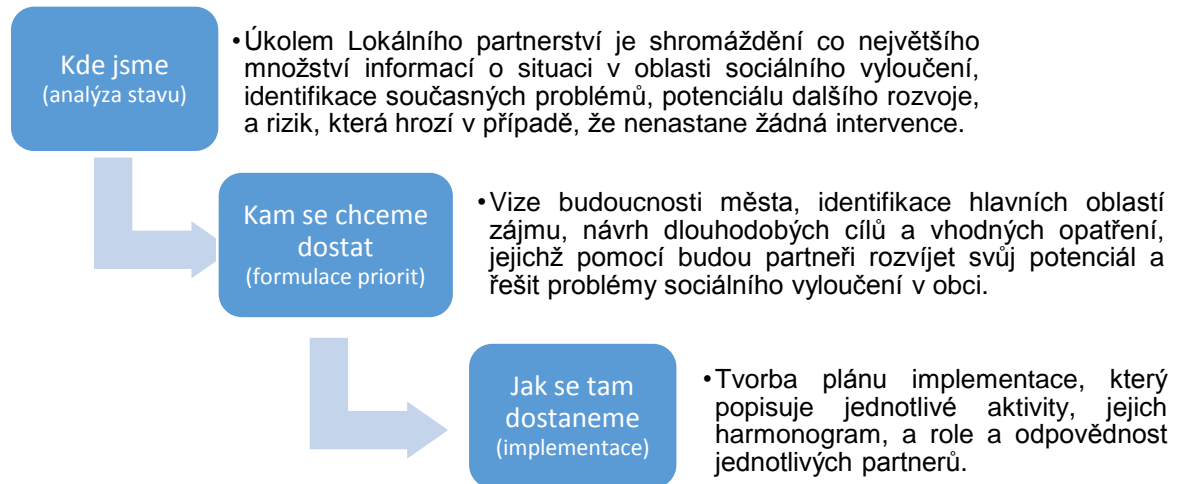 Kde jsme
(analýza stavu)
•Úkolem Lokálního partnerství je shromáždění co největšího
množství informací o situaci v oblasti sociálního vyloučení,
identifikace současných problémů, potenciálu dalšího rozvoje,
a rizik, která hrozí v případě, že nenastane žádná intervence.
Kam se chceme
dostat
(formulace priorit)
•Vize budoucnosti města, identifikace hlavních oblastí
zájmu, návrh dlouhodobých cílů a vhodných opatření,
jejichž pomocí budou partneři rozvíjet svůj potenciál a
řešit problémy sociálního vyloučení v obci.
Jak se tam
dostaneme
(implementace)
•Tvorba plánu implementace, který
popisuje jednotlivé aktivity, jejich
harmonogram, a role a odpovědnost
jednotlivých partnerů.